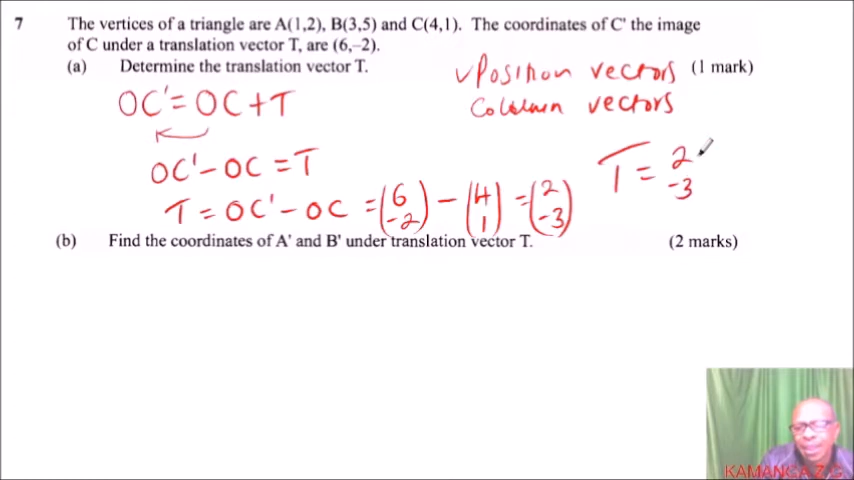 7 The vertices of a triangle are A(1,2), B(3,5) and C(4,1). The coordinates of C' the image
of C under a translation vector T, are (6,–2).
(a) Determine the translation vector T. (1 mark)
✓Position vectors
Column vectors
OC' = OC + T
OC' – OC = T
T = OC' – OC = (6 –2) – (4 1) = (2 –3)
T = 2 –3
(b) Find the coordinates of A' and B' under translation vector T. (2 marks)
KAMANGA Z.G.